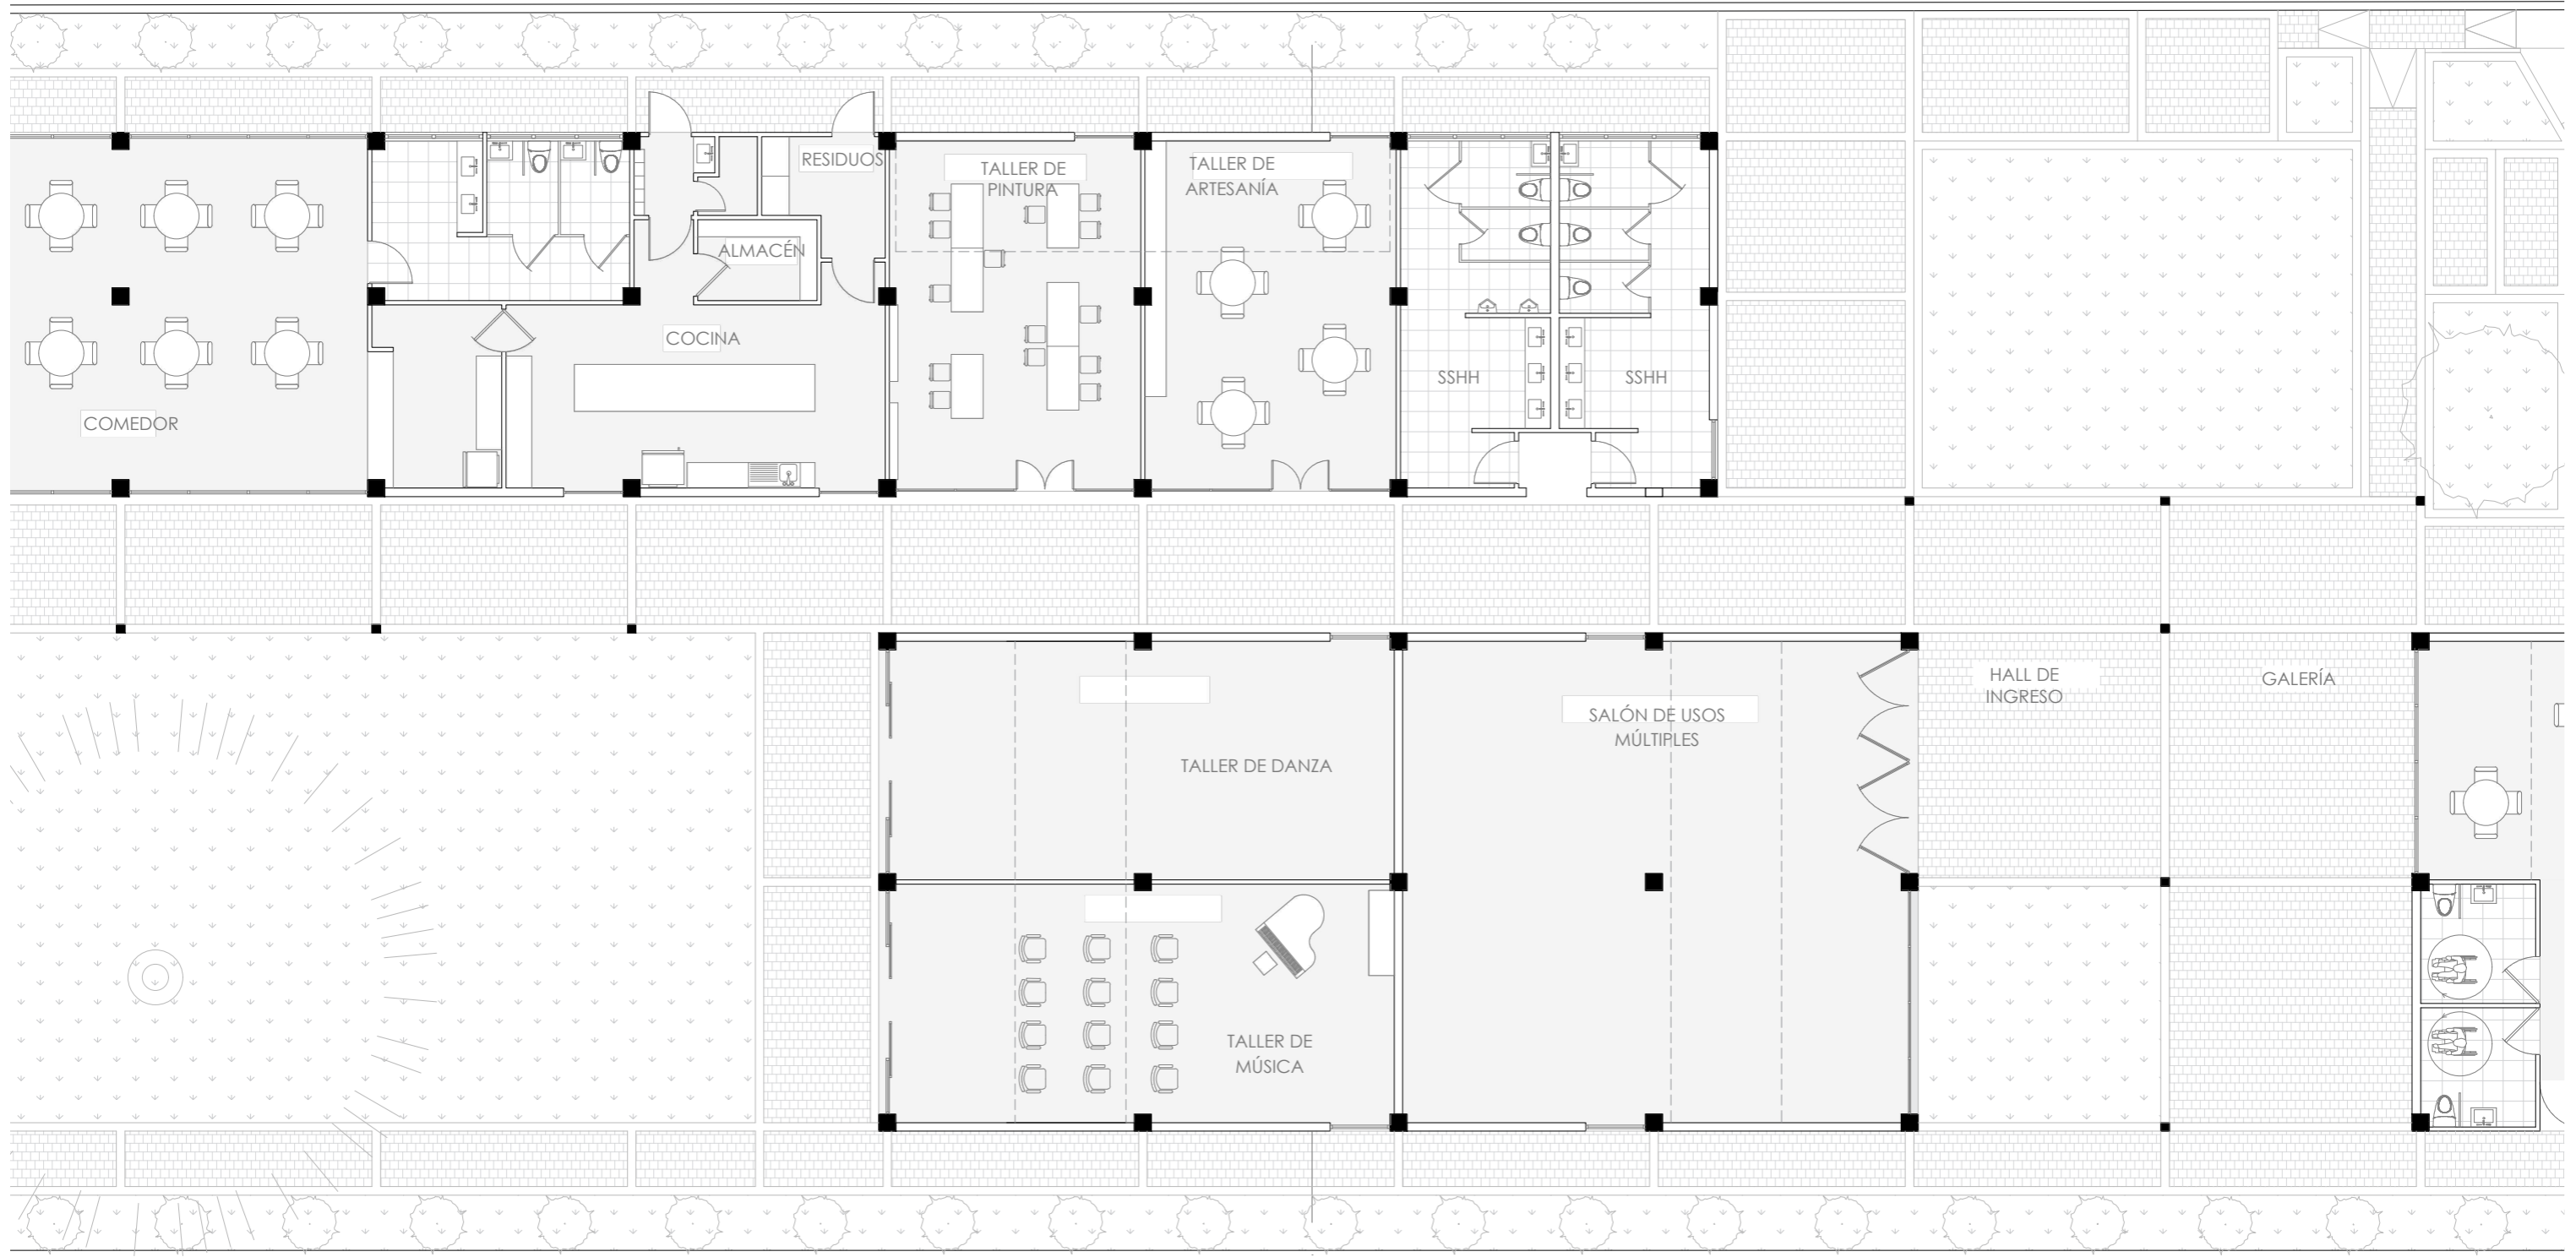 RESIDUOS
TALLER DE
PINTURA
TALLER DE
ARTESANÍA
ALMACÉN
COCINA
SSHH
SSHH
COMEDOR
HALL DE
INGRESO
GALERÍA
SALÓN DE USOS
MÚLTIPLES
TALLER DE DANZA
TALLER DE
MÚSICA